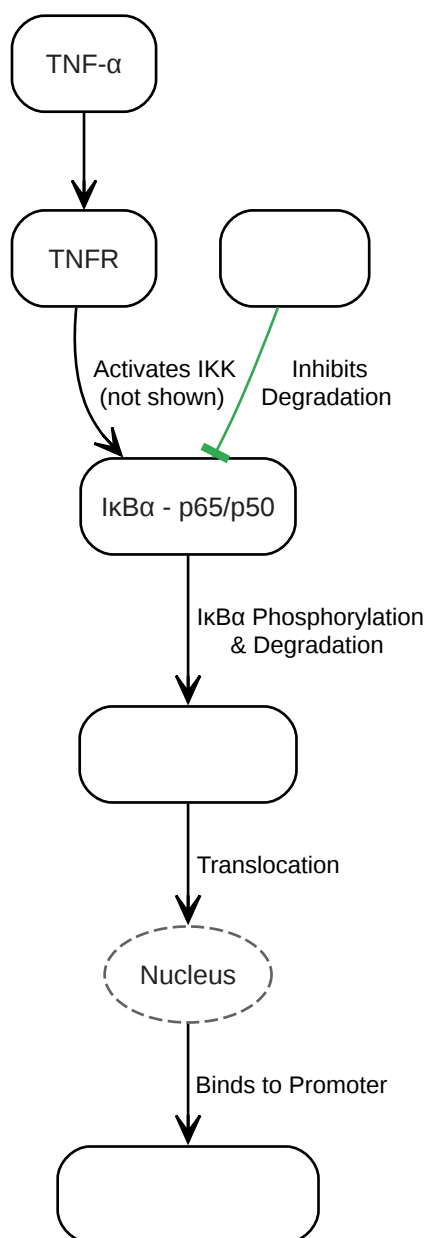 TNF-α
TNFR
Activates IKK
(not shown)
Inhibits
Degradation
IκBα - p65/p50
IκBα Phosphorylation
& Degradation
Translocation
Nucleus
Binds to Promoter